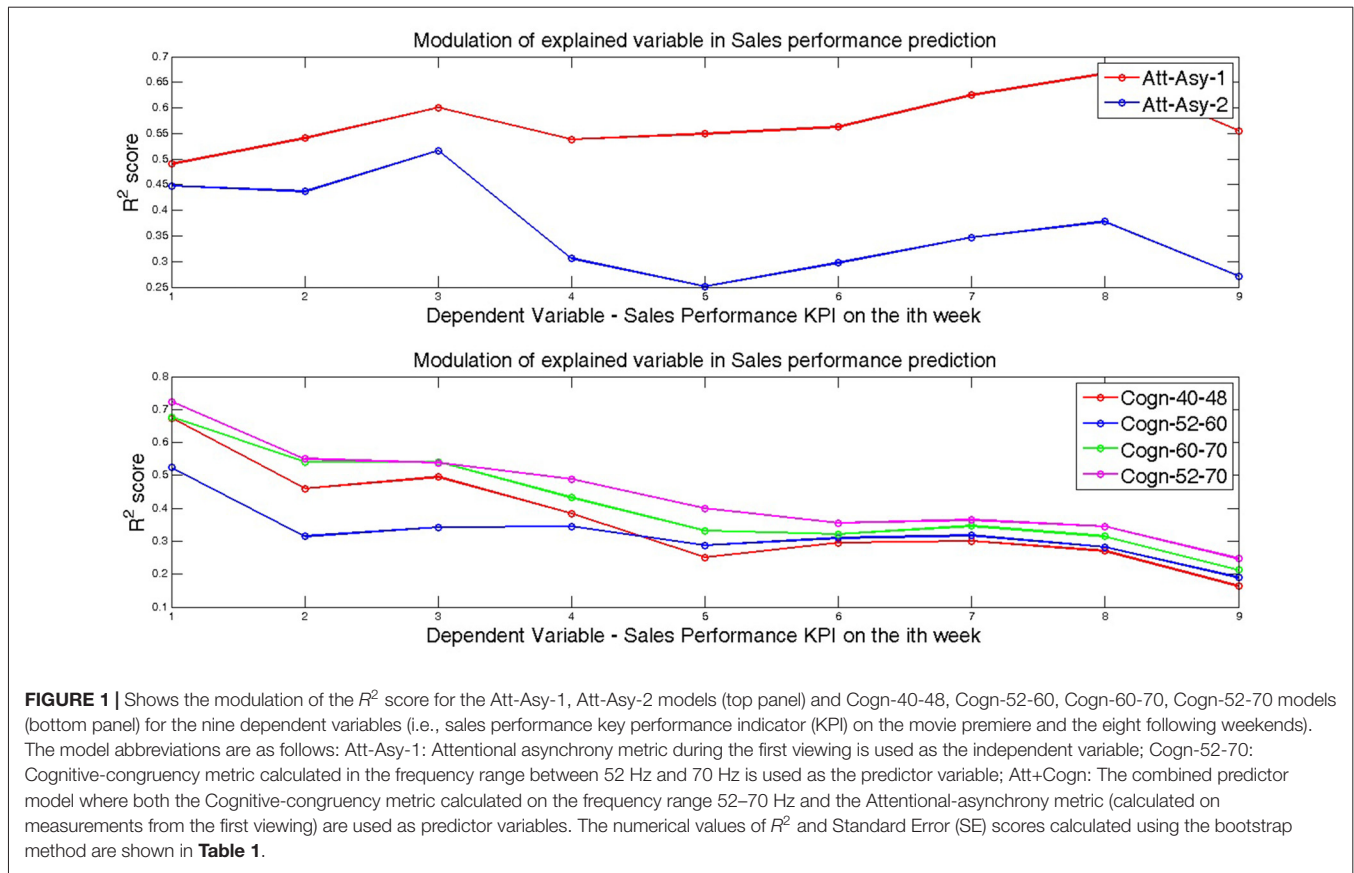 Modulation of explained variable in Sales performance prediction
0.7
0.65
0.6
0.55
0.5
0.45
0.4
0.35
0.3
0.25
R² score
Att-Asy-1
Att-Asy-2
1 2 3 4 5 6 7 8 9
Dependent Variable - Sales Performance KPI on the ith week
Modulation of explained variable in Sales performance prediction
0.8
0.7
0.6
0.5
0.4
0.3
0.2
0.1
R² score
Cogn-40-48
Cogn-52-60
Cogn-60-70
Cogn-52-70
1 2 3 4 5 6 7 8 9
Dependent Variable - Sales Performance KPI on the ith week
FIGURE 1 | Shows the modulation of the R² score for the Att-Asy-1, Att-Asy-2 models (top panel) and Cogn-40-48, Cogn-52-60, Cogn-60-70, Cogn-52-70 models
(bottom panel) for the nine dependent variables (i.e., sales performance key performance indicator (KPI) on the movie premiere and the eight following weekends).
The model abbreviations are as follows: Att-Asy-1: Attentional asynchrony metric during the first viewing is used as the independent variable; Cogn-52-70:
Cognitive-congruency metric calculated in the frequency range between 52 Hz and 70 Hz is used as the predictor variable; Att+Cogn: The combined predictor
model where both the Cognitive-congruency metric calculated on the frequency range 52–70 Hz and the Attentional-asynchrony metric (calculated on
measurements from the first viewing) are used as predictor variables. The numerical values of R² and Standard Error (SE) scores calculated using the bootstrap
method are shown in Table 1.